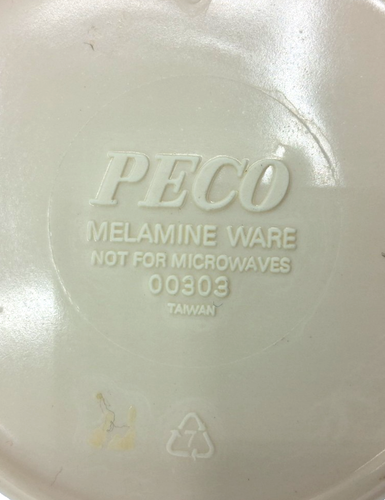 PECO
MELAMINE WARE
NOT FOR MICROWAVES
00303
TAIWAN
7